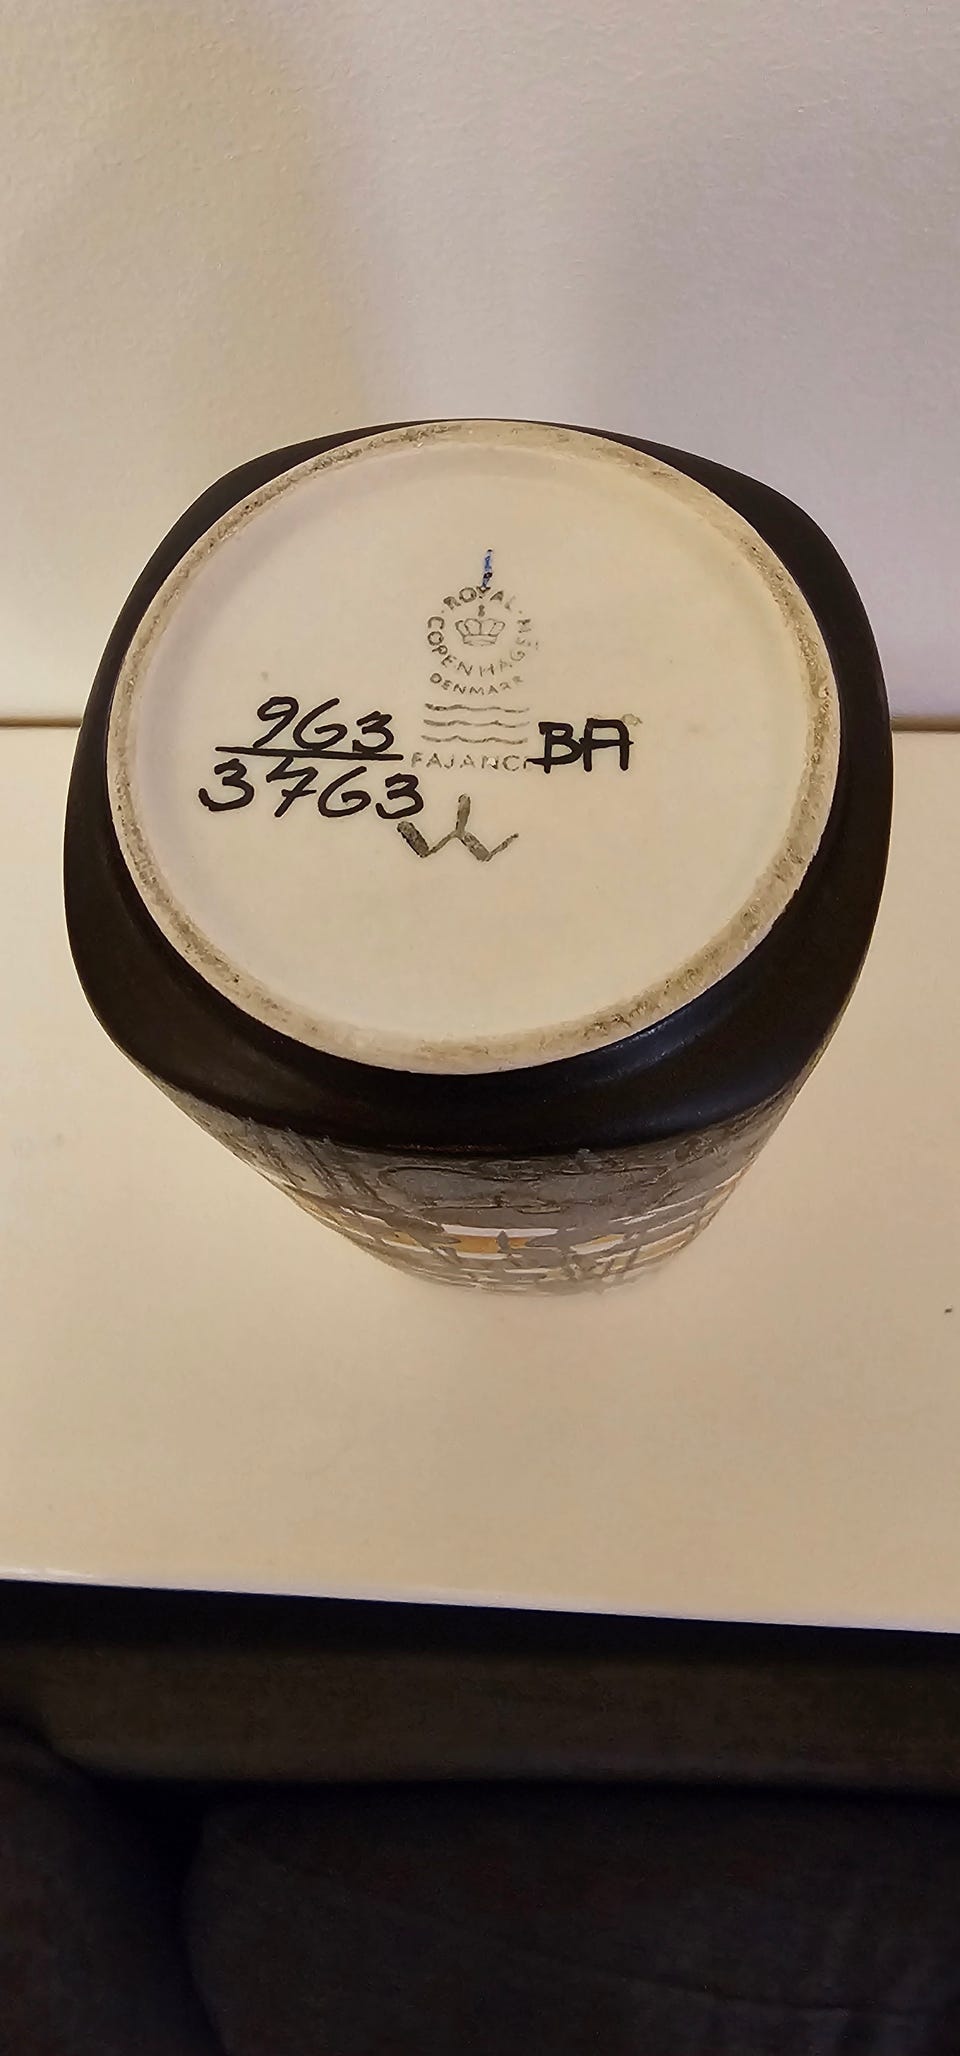 ROYAL COPENHAGEN
DENMARK
963
3763
FAJANCE
BA